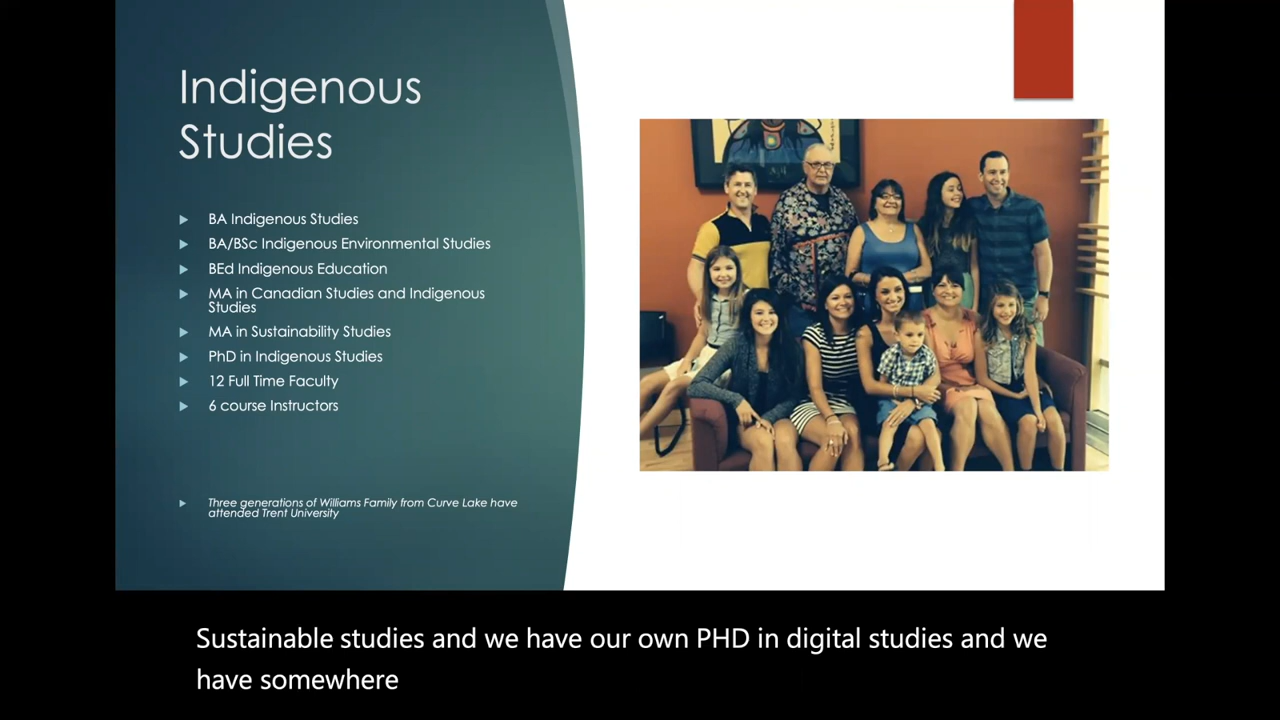 Indigenous
Studies
BA Indigenous Studies
BA/BSc Indigenous Environmental Studies
BEd Indigenous Education
MA in Canadian Studies and Indigenous
Studies
MA in Sustainability Studies
PhD in Indigenous Studies
12 Full Time Faculty
6 course Instructors
Three generations of Williams Family from Curve Lake have
attended Trent University
Sustainable studies and we have our own PHD in digital studies and we
have somewhere